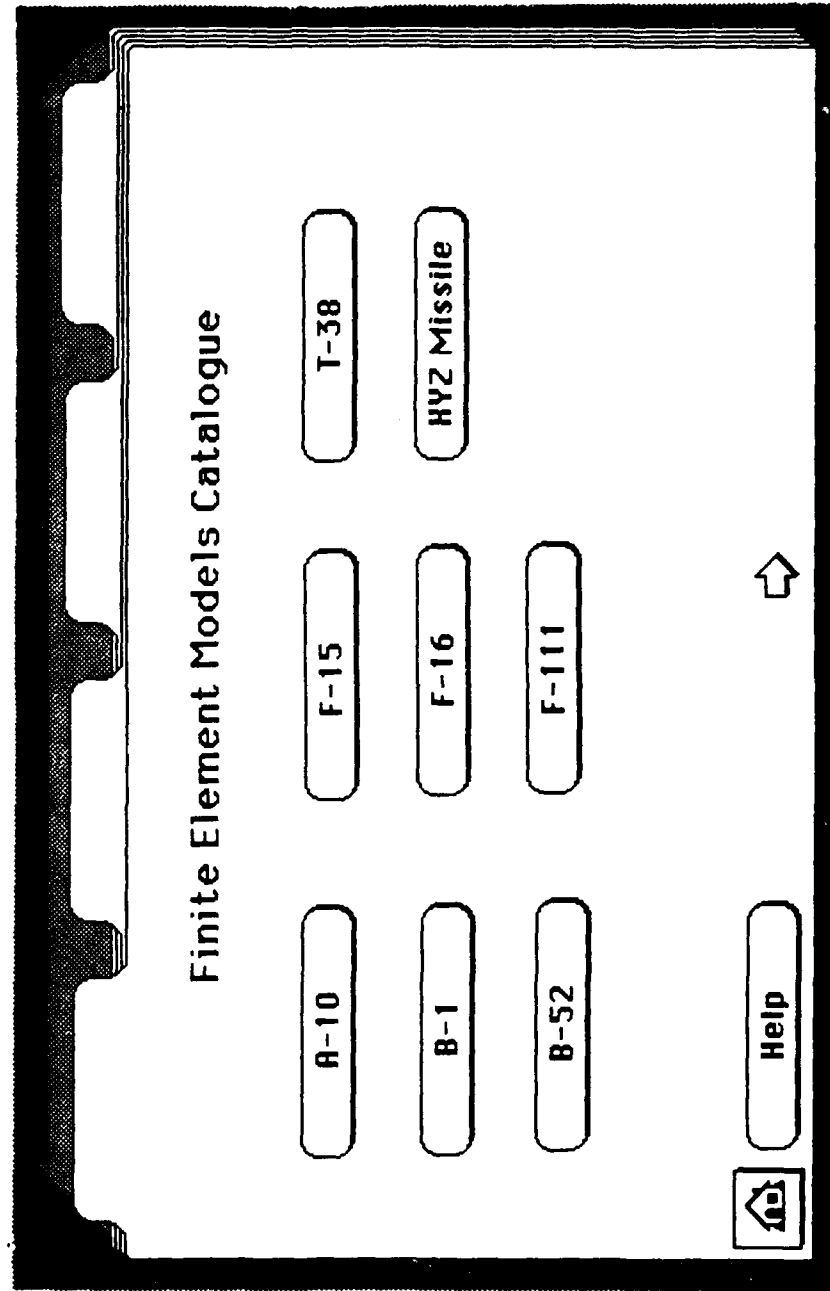 Finite Element Models Catalogue
A-10 F-15 T-38
B-1 F-16 XYZ Missile
B-52 F-111
Help